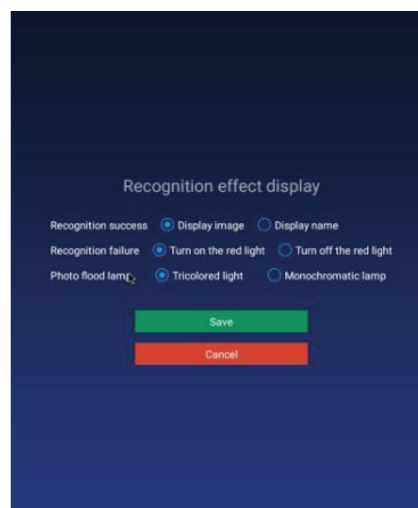 Recognition effect display
Recognition success Display image Display name
Recognition failure Turn on the red light Turn off the red light
Photo flood lamp Tricolored light Monochromatic lamp
Save
Cancel